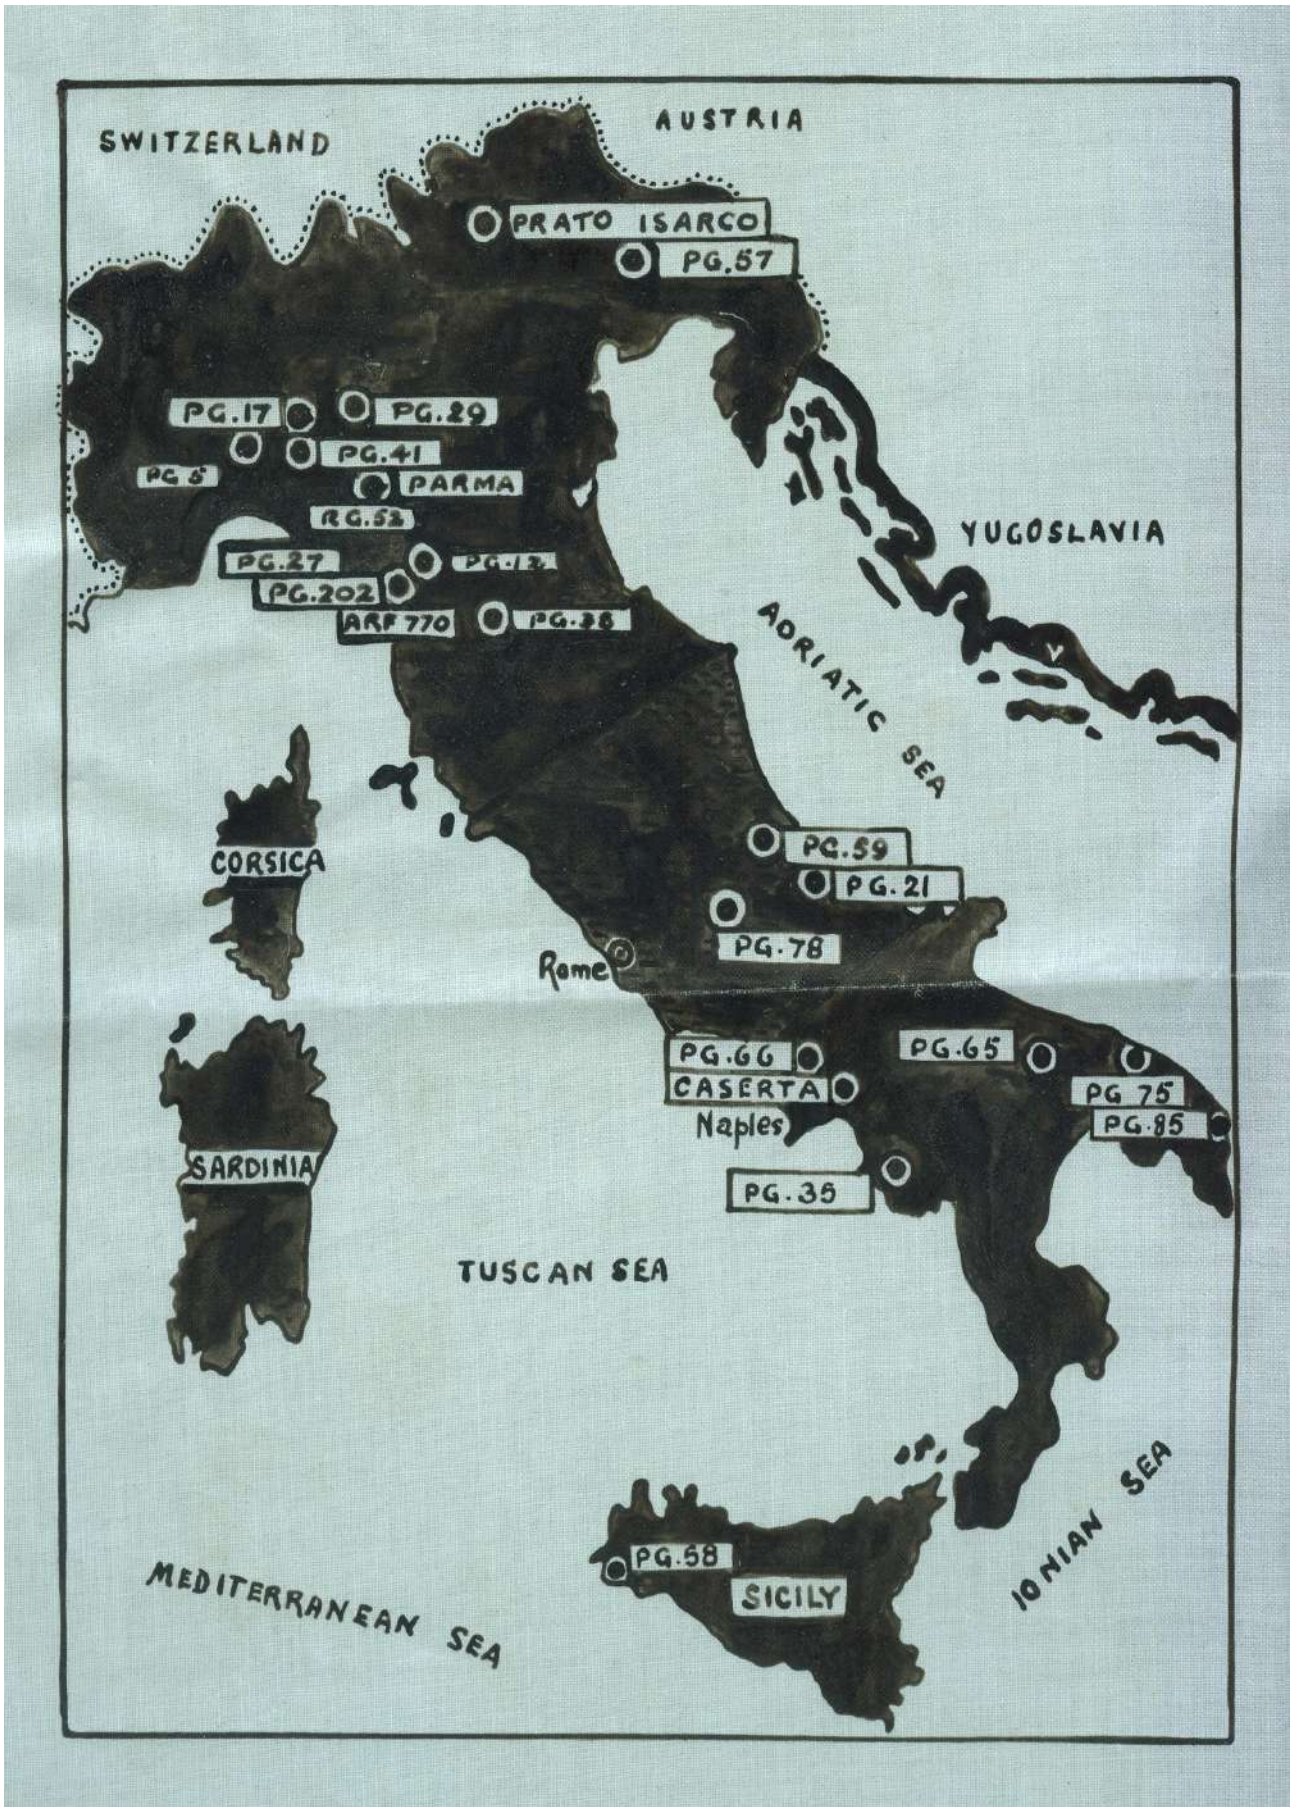 SWITZERLAND
AUSTRIA
PRATO ISARCO
PG.57
PG.17
PG.29
PG.41
PG 5
PARMA
RG.52
YUGOSLAVIA
PG.27
PG.12
PG.202
ARF 770
PG.38
ADRIATIC SEA
CORSICA
PG.59
PG.21
PG.78
Rome
PG.66
PG.65
CASERTA
PG 75
Naples
PG.85
SARDINIA
PG.35
TUSCAN SEA
IONIAN SEA
PG.58
SICILY
MEDITERRANEAN SEA